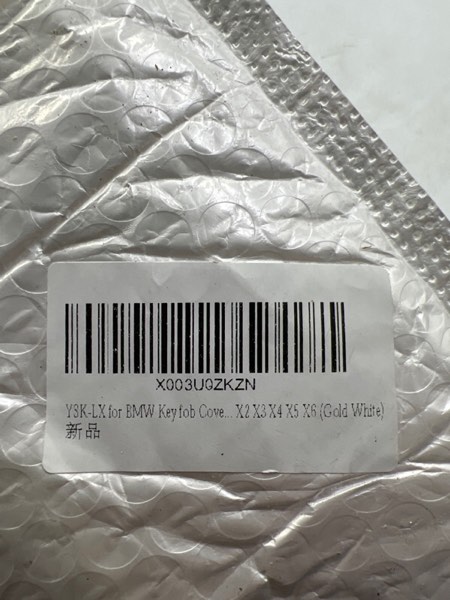 X003U0ZKZN
YSK-LX for BMW Key fob Cove... X2 X3 X4 X5 X6 (Gold White)
新品